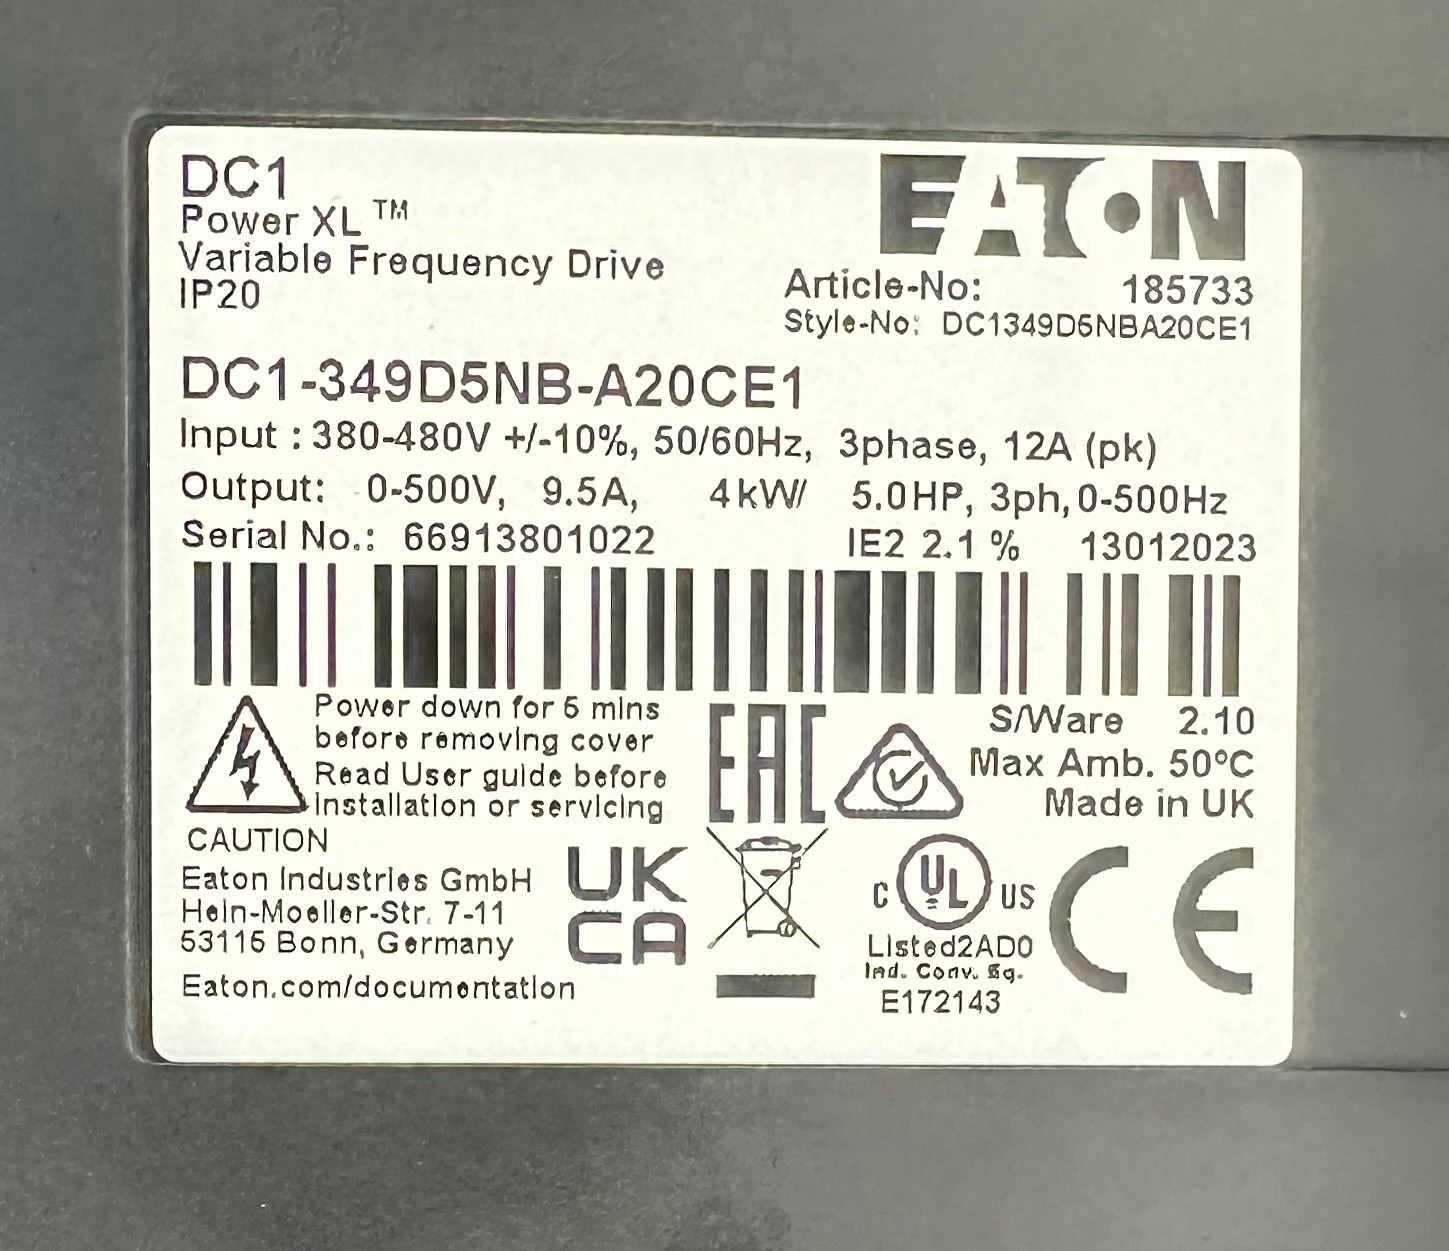 DC1
Power XL™
Variable Frequency Drive
IP20
EATON
Article-No: 185733
Style-No: DC1349D5NBA20CE1
DC1-349D5NB-A20CE1
Input : 380-480V +/-10%, 50/60Hz, 3phase, 12A (pk)
Output: 0-500V, 9.5A, 4kW/ 5.0HP, 3ph, 0-500Hz
Serial No.: 66913801022 IE2 2.1 % 13012023
Power down for 5 mins
before removing cover
Read User guide before
installation or servicing
CAUTION
EAC
S/Ware 2.10
Max Amb. 50°C
Made in UK
Eaton Industries GmbH
Hein-Moeller-Str. 7-11
53115 Bonn, Germany
Eaton.com/documentation
UK
CA
C UL US
Listed2AD0
Ind. Conv. Eq.
E172143
CE